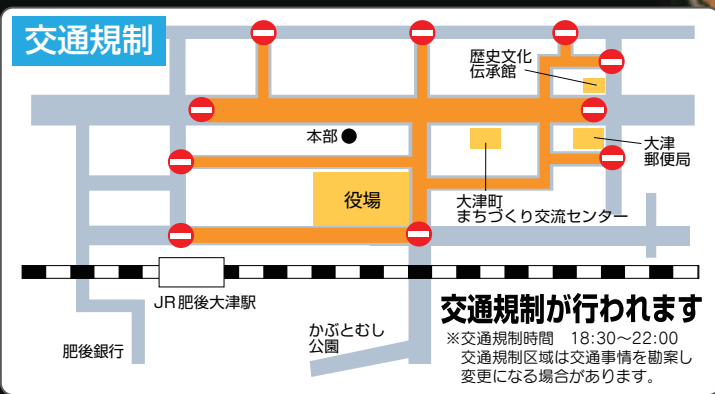 交通規制
歴史文化
伝承館
本部
大津
郵便局
役場
大津町
まちづくり交流センター
JR肥後大津駅
交通規制が行われます
かぶとむし
公園
※交通規制時間　18:30～22:00
交通規制区域は交通事情を勘案し
変更になる場合があります。
肥後銀行